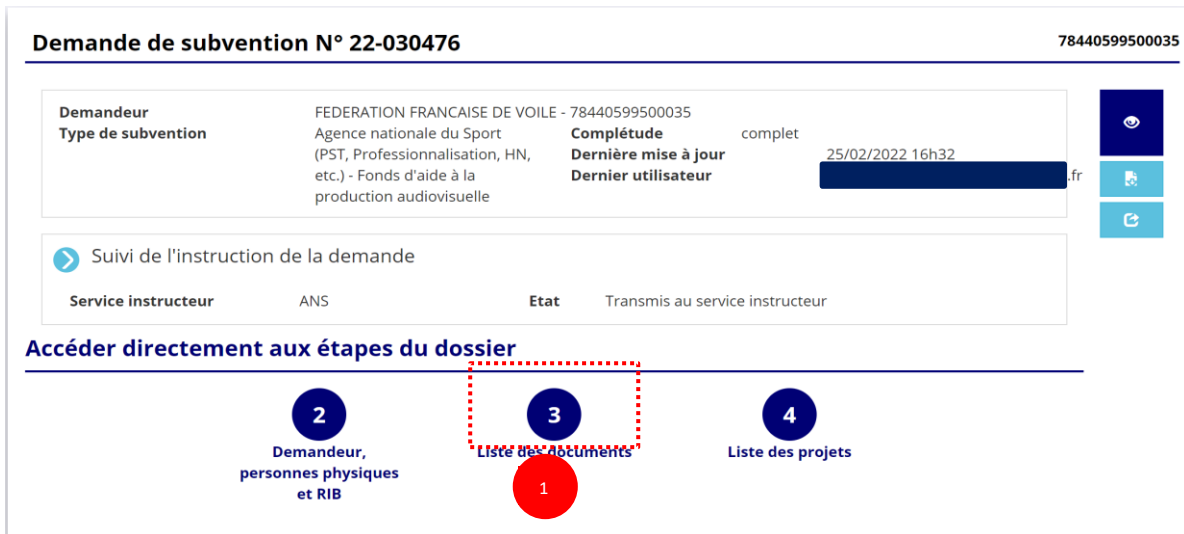 Demande de subvention N° 22-030476
78440599500035
Demandeur
FEDERATION FRANCAISE DE VOILE - 78440599500035
Type de subvention
Agence nationale du Sport
(PST, Professionnalisation, HN,
etc.) - Fonds d'aide à la
production audiovisuelle
Complétude
complet
Dernière mise à jour
25/02/2022 16h32
Dernier utilisateur
.fr
Suivi de l'instruction de la demande
Service instructeur
ANS
Etat
Transmis au service instructeur
Accéder directement aux étapes du dossier
2
Demandeur,
personnes physiques
et RIB
3
Liste des documents
1
4
Liste des projets